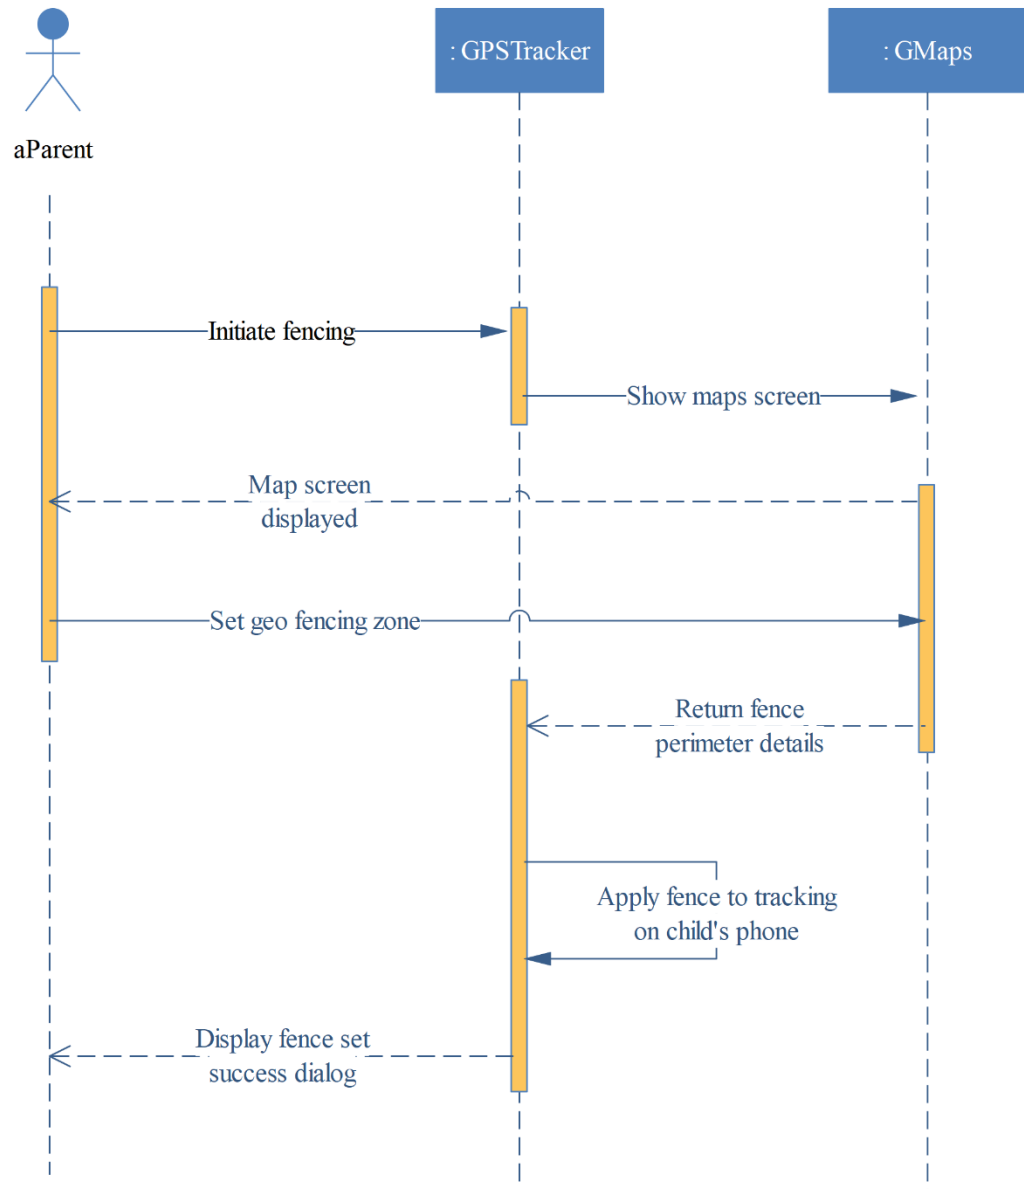 : GPSTracker
: GMaps
aParent
Initiate fencing
Show maps screen
Map screen
displayed
Set geo fencing zone
Return fence
perimeter details
Apply fence to tracking
on child's phone
Display fence set
success dialog